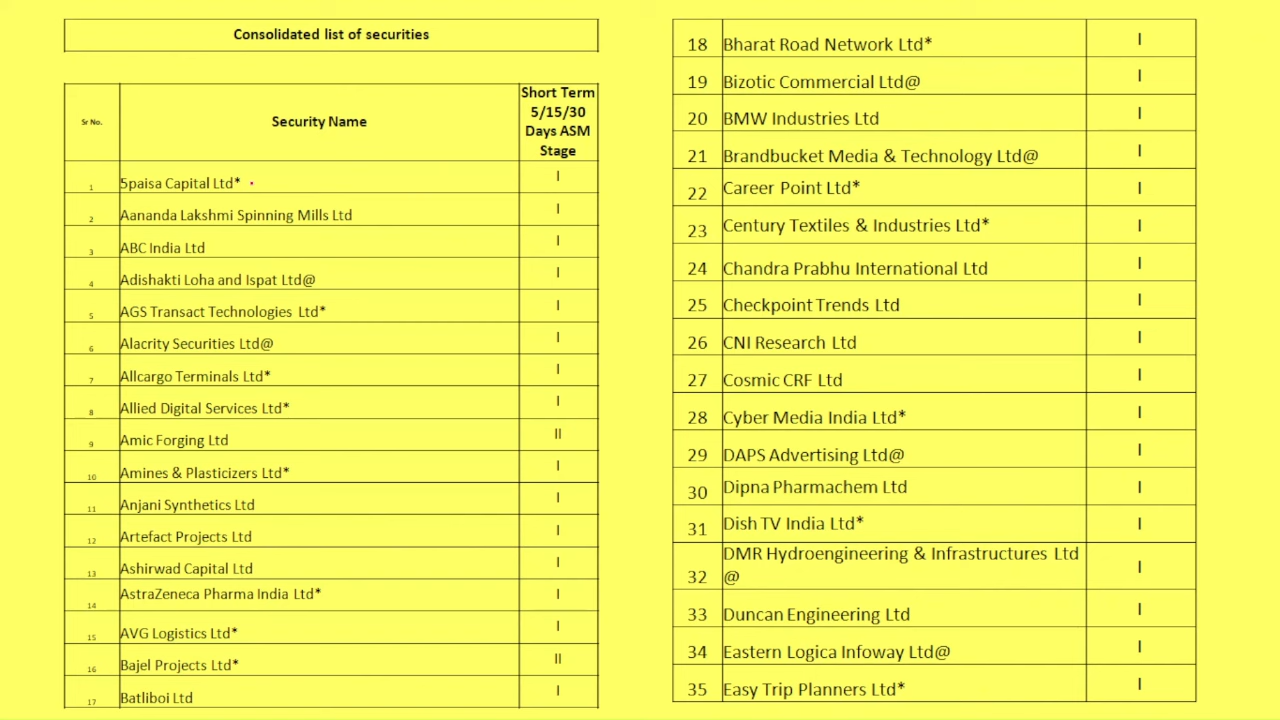 Consolidated list of securities
Sr No. Security Name Short Term 5/15/30 Days ASM Stage
1 5paisa Capital Ltd* I
2 Aananda Lakshmi Spinning Mills Ltd I
3 ABC India Ltd I
4 Adishakti Loha and Ispat Ltd@ I
5 AGS Transact Technologies Ltd* I
6 Alacrity Securities Ltd@ I
7 Allcargo Terminals Ltd* I
8 Allied Digital Services Ltd* I
9 Amic Forging Ltd II
10 Amines & Plasticizers Ltd* I
11 Anjani Synthetics Ltd I
12 Artefact Projects Ltd I
13 Ashirwad Capital Ltd I
14 AstraZeneca Pharma India Ltd* I
15 AVG Logistics Ltd* I
16 Bajel Projects Ltd* II
17 Batliboi Ltd I
18 Bharat Road Network Ltd* I
19 Bizotic Commercial Ltd@ I
20 BMW Industries Ltd I
21 Brandbucket Media & Technology Ltd@ I
22 Career Point Ltd* I
23 Century Textiles & Industries Ltd* I
24 Chandra Prabhu International Ltd I
25 Checkpoint Trends Ltd I
26 CNI Research Ltd I
27 Cosmic CRF Ltd I
28 Cyber Media India Ltd* I
29 DAPS Advertising Ltd@ I
30 Dipna Pharmachem Ltd I
31 Dish TV India Ltd* I
32 DMR Hydroengineering & Infrastructures Ltd @ I
33 Duncan Engineering Ltd I
34 Eastern Logica Infoway Ltd@ I
35 Easy Trip Planners Ltd* I